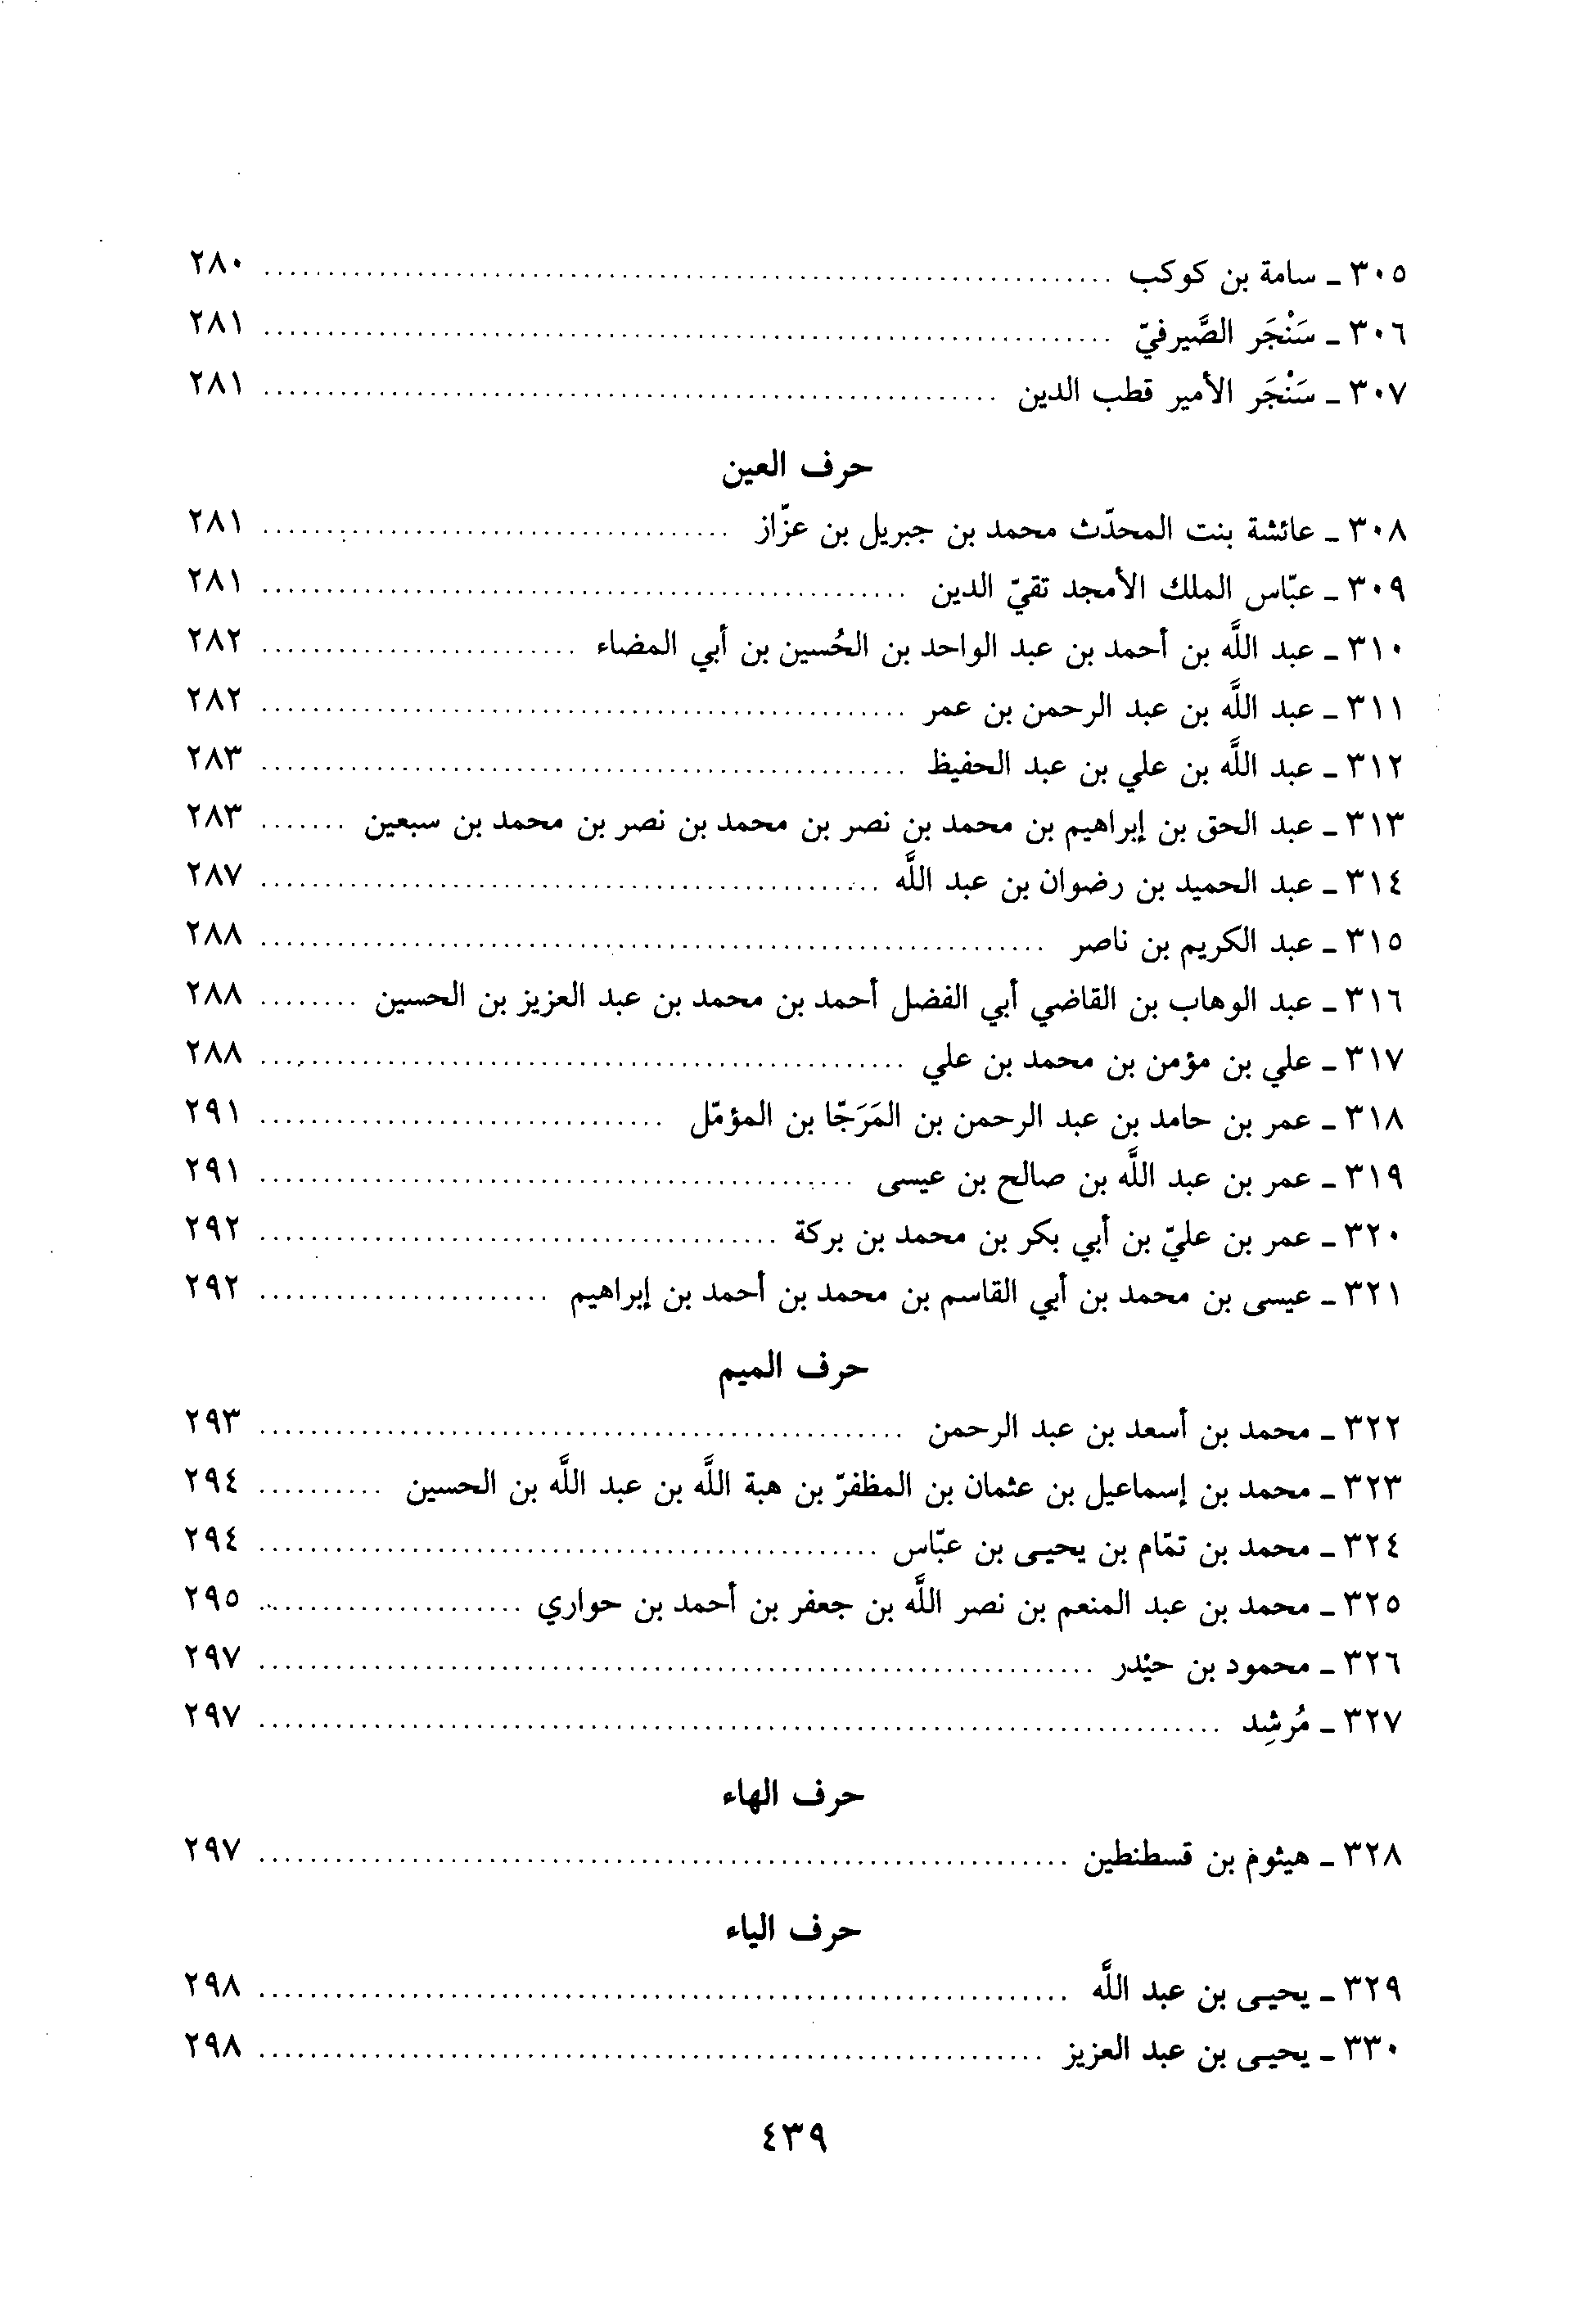 ٣٠٥ ـ سامة بن كوكب ........ ٢٨٠
٣٠٦ ـ سَنْجَر الصَّيرفيّ ........ ٢٨١
٣٠٧ ـ سَنْجَر الأمير قطب الدين ........ ٢٨١
حرف العين
٣٠٨ ـ عائشة بنت المحدّث محمد بن جبريل بن عزّاز ........ ٢٨١
٣٠٩ ـ عبّاس الملك الأمجد تقيّ الدين ........ ٢٨١
٣١٠ ـ عبد اللَّه بن أحمد بن عبد الواحد بن الحُسين بن أبي المضاء ........ ٢٨٢
٣١١ ـ عبد اللَّه بن عبد الرحمن بن عمر ........ ٢٨٢
٣١٢ ـ عبد اللَّه بن علي بن عبد الحفيظ ........ ٢٨٣
٣١٣ ـ عبد الحق بن إبراهيم بن محمد بن نصر بن محمد بن نصر بن محمد بن سبعين ........ ٢٨٣
٣١٤ ـ عبد الحميد بن رضوان بن عبد اللَّه ........ ٢٨٧
٣١٥ ـ عبد الكريم بن ناصر ........ ٢٨٨
٣١٦ ـ عبد الوهاب بن القاضي أبي الفضل أحمد بن محمد بن عبد العزيز بن الحسين ........ ٢٨٨
٣١٧ ـ علي بن مؤمن بن محمد بن علي ........ ٢٨٨
٣١٨ ـ عمر بن حامد بن عبد الرحمن بن المَرَجّا بن المؤمّل ........ ٢٩١
٣١٩ ـ عمر بن عبد اللَّه بن صالح بن عيسى ........ ٢٩١
٣٢٠ ـ عمر بن عليّ بن أبي بكر بن محمد بن بركة ........ ٢٩٢
٣٢١ ـ عيسى بن محمد بن أبي القاسم بن محمد بن أحمد بن إبراهيم ........ ٢٩٢
حرف الميم
٣٢٢ ـ محمد بن أسعد بن عبد الرحمن ........ ٢٩٣
٣٢٣ ـ محمد بن إسماعيل بن عثمان بن المظفرّ بن هبة اللَّه بن عبد اللَّه بن الحسين ........ ٢٩٤
٣٢٤ ـ محمد بن تمّام بن يحيـى بن عبّاس ........ ٢٩٤
٣٢٥ ـ محمد بن عبد المنعم بن نصر اللَّه بن جعفر بن أحمد بن حواري ........ ٢٩٥
٣٢٦ ـ محمود بن حيْدر ........ ٢٩٧
٣٢٧ ـ مُرشِد ........ ٢٩٧
حرف الهاء
٣٢٨ ـ هيثوم بن قسطنطين ........ ٢٩٧
حرف الياء
٣٢٩ ـ يحيـى بن عبد اللَّه ........ ٢٩٨
٣٣٠ ـ يحيـى بن عبد العزيز ........ ٢٩٨
٤٣٩